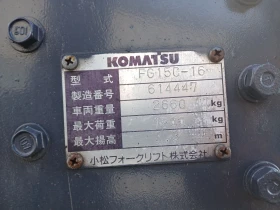 KOMATSU
型 式 FG15C-16
製造番号 614447
車両重量 2660 kg
最大荷重 kg
最大揚高 m
小松フォークリフト株式会社